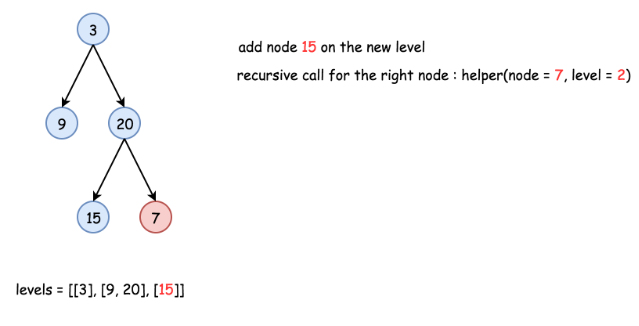 3
add node 15 on the new level
recursive call for the right node : helper(node = 7, level = 2)
9
20
15
7
levels = [[3], [9, 20], [15]]